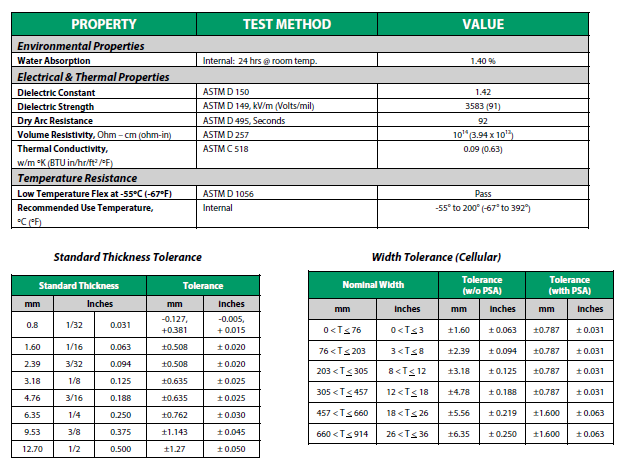 PROPERTY TEST METHOD VALUE
Environmental Properties
Water Absorption Internal: 24 hrs @ room temp. 1.40 %
Electrical & Thermal Properties
Dielectric Constant ASTM D 150 1.42
Dielectric Strength ASTM D 149, kV/m (Volts/mil) 3583 (91)
Dry Arc Resistance ASTM D 495, Seconds 92
Volume Resistivity, Ohm – cm (ohm-in) ASTM D 257 10¹⁴ (3.94 x 10¹³)
Thermal Conductivity, ASTM C 518 0.09 (0.63)
w/m °K (BTU in/hr/ft² /°F)
Temperature Resistance
Low Temperature Flex at -55°C (-67°F) ASTM D 1056 Pass
Recommended Use Temperature, Internal -55° to 200° (-67° to 392°)
°C (°F)
Standard Thickness Tolerance
Standard Thickness Tolerance
mm Inches mm inches
0.8 1/32 0.031 -0.127, +0.381 -0.005, + 0.015
1.60 1/16 0.063 ±0.508 ± 0.020
2.39 3/32 0.094 ±0.508 ± 0.020
3.18 1/8 0.125 ±0.635 ± 0.025
4.76 3/16 0.188 ±0.635 ± 0.025
6.35 1/4 0.250 ±0.762 ± 0.030
9.53 3/8 0.375 ±1.143 ± 0.045
12.70 1/2 0.500 ±1.27 ± 0.050
Width Tolerance (Cellular)
Nominal Width Tolerance (w/o PSA) Tolerance (with PSA)
mm inches mm inches mm inches
0 < T ≤ 76 0 < T ≤ 3 ±1.60 ± 0.063 ±0.787 ± 0.031
76 < T ≤ 203 3 < T ≤ 8 ±2.39 ± 0.094 ±0.787 ± 0.031
203 < T ≤ 305 8 < T ≤ 12 ±3.18 ± 0.125 ±0.787 ± 0.031
305 < T ≤ 457 12 < T ≤ 18 ±4.78 ± 0.188 ±0.787 ± 0.031
457 < T ≤ 660 18 < T ≤ 26 ±5.56 ± 0.219 ±1.600 ± 0.063
660 < T ≤ 914 26 < T ≤ 36 ±6.35 ± 0.250 ±1.600 ± 0.063